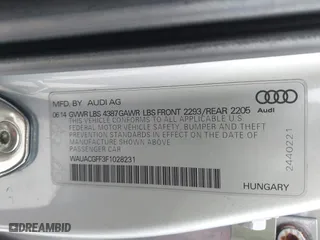 MFD BY: AUDI AG
06.14 GVWR LBS 4387 GAWR LBS FRONT 2293/REAR 2205
THIS VEHICLE CONFORMS TO ALL APPLICABLE U.S.
FEDERAL MOTOR VEHICLE SAFETY, BUMPER AND THEFT
PREVENTION STANDARDS IN EFFECT ON THE DATE OF
MANUFACTURE SHOWN ABOVE.
PASSENGER CAR
WAUACGFF3F1028231
Audi
2440221
HUNGARY
DREAMBID